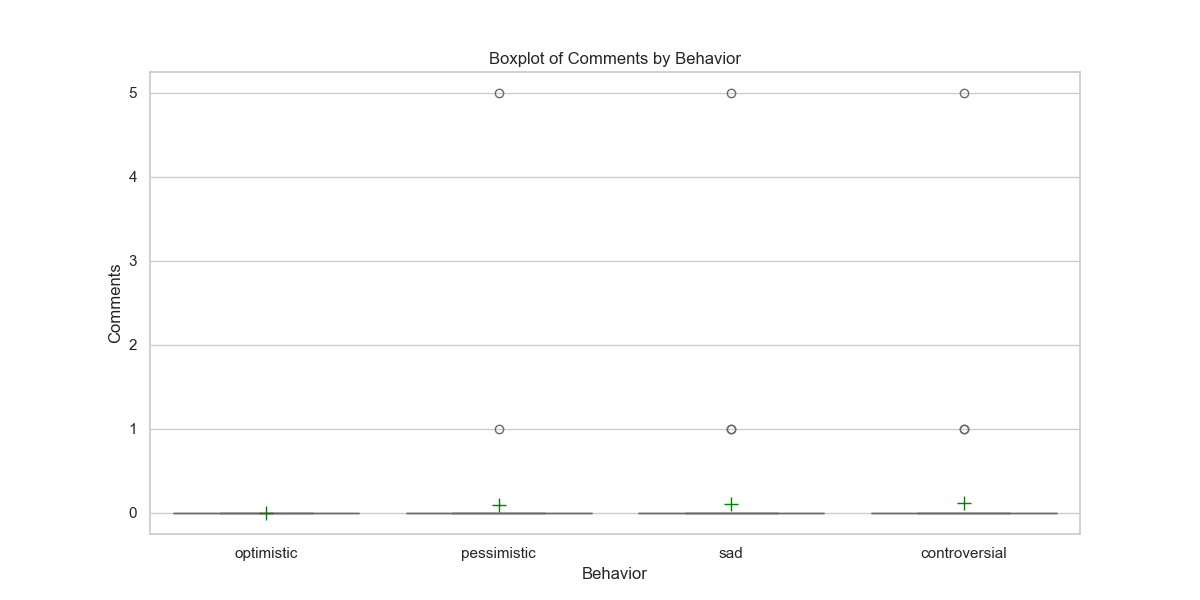 Boxplot of Comments by Behavior
5
4
3
2
1
0
Comments
optimistic pessimistic sad controversial
Behavior